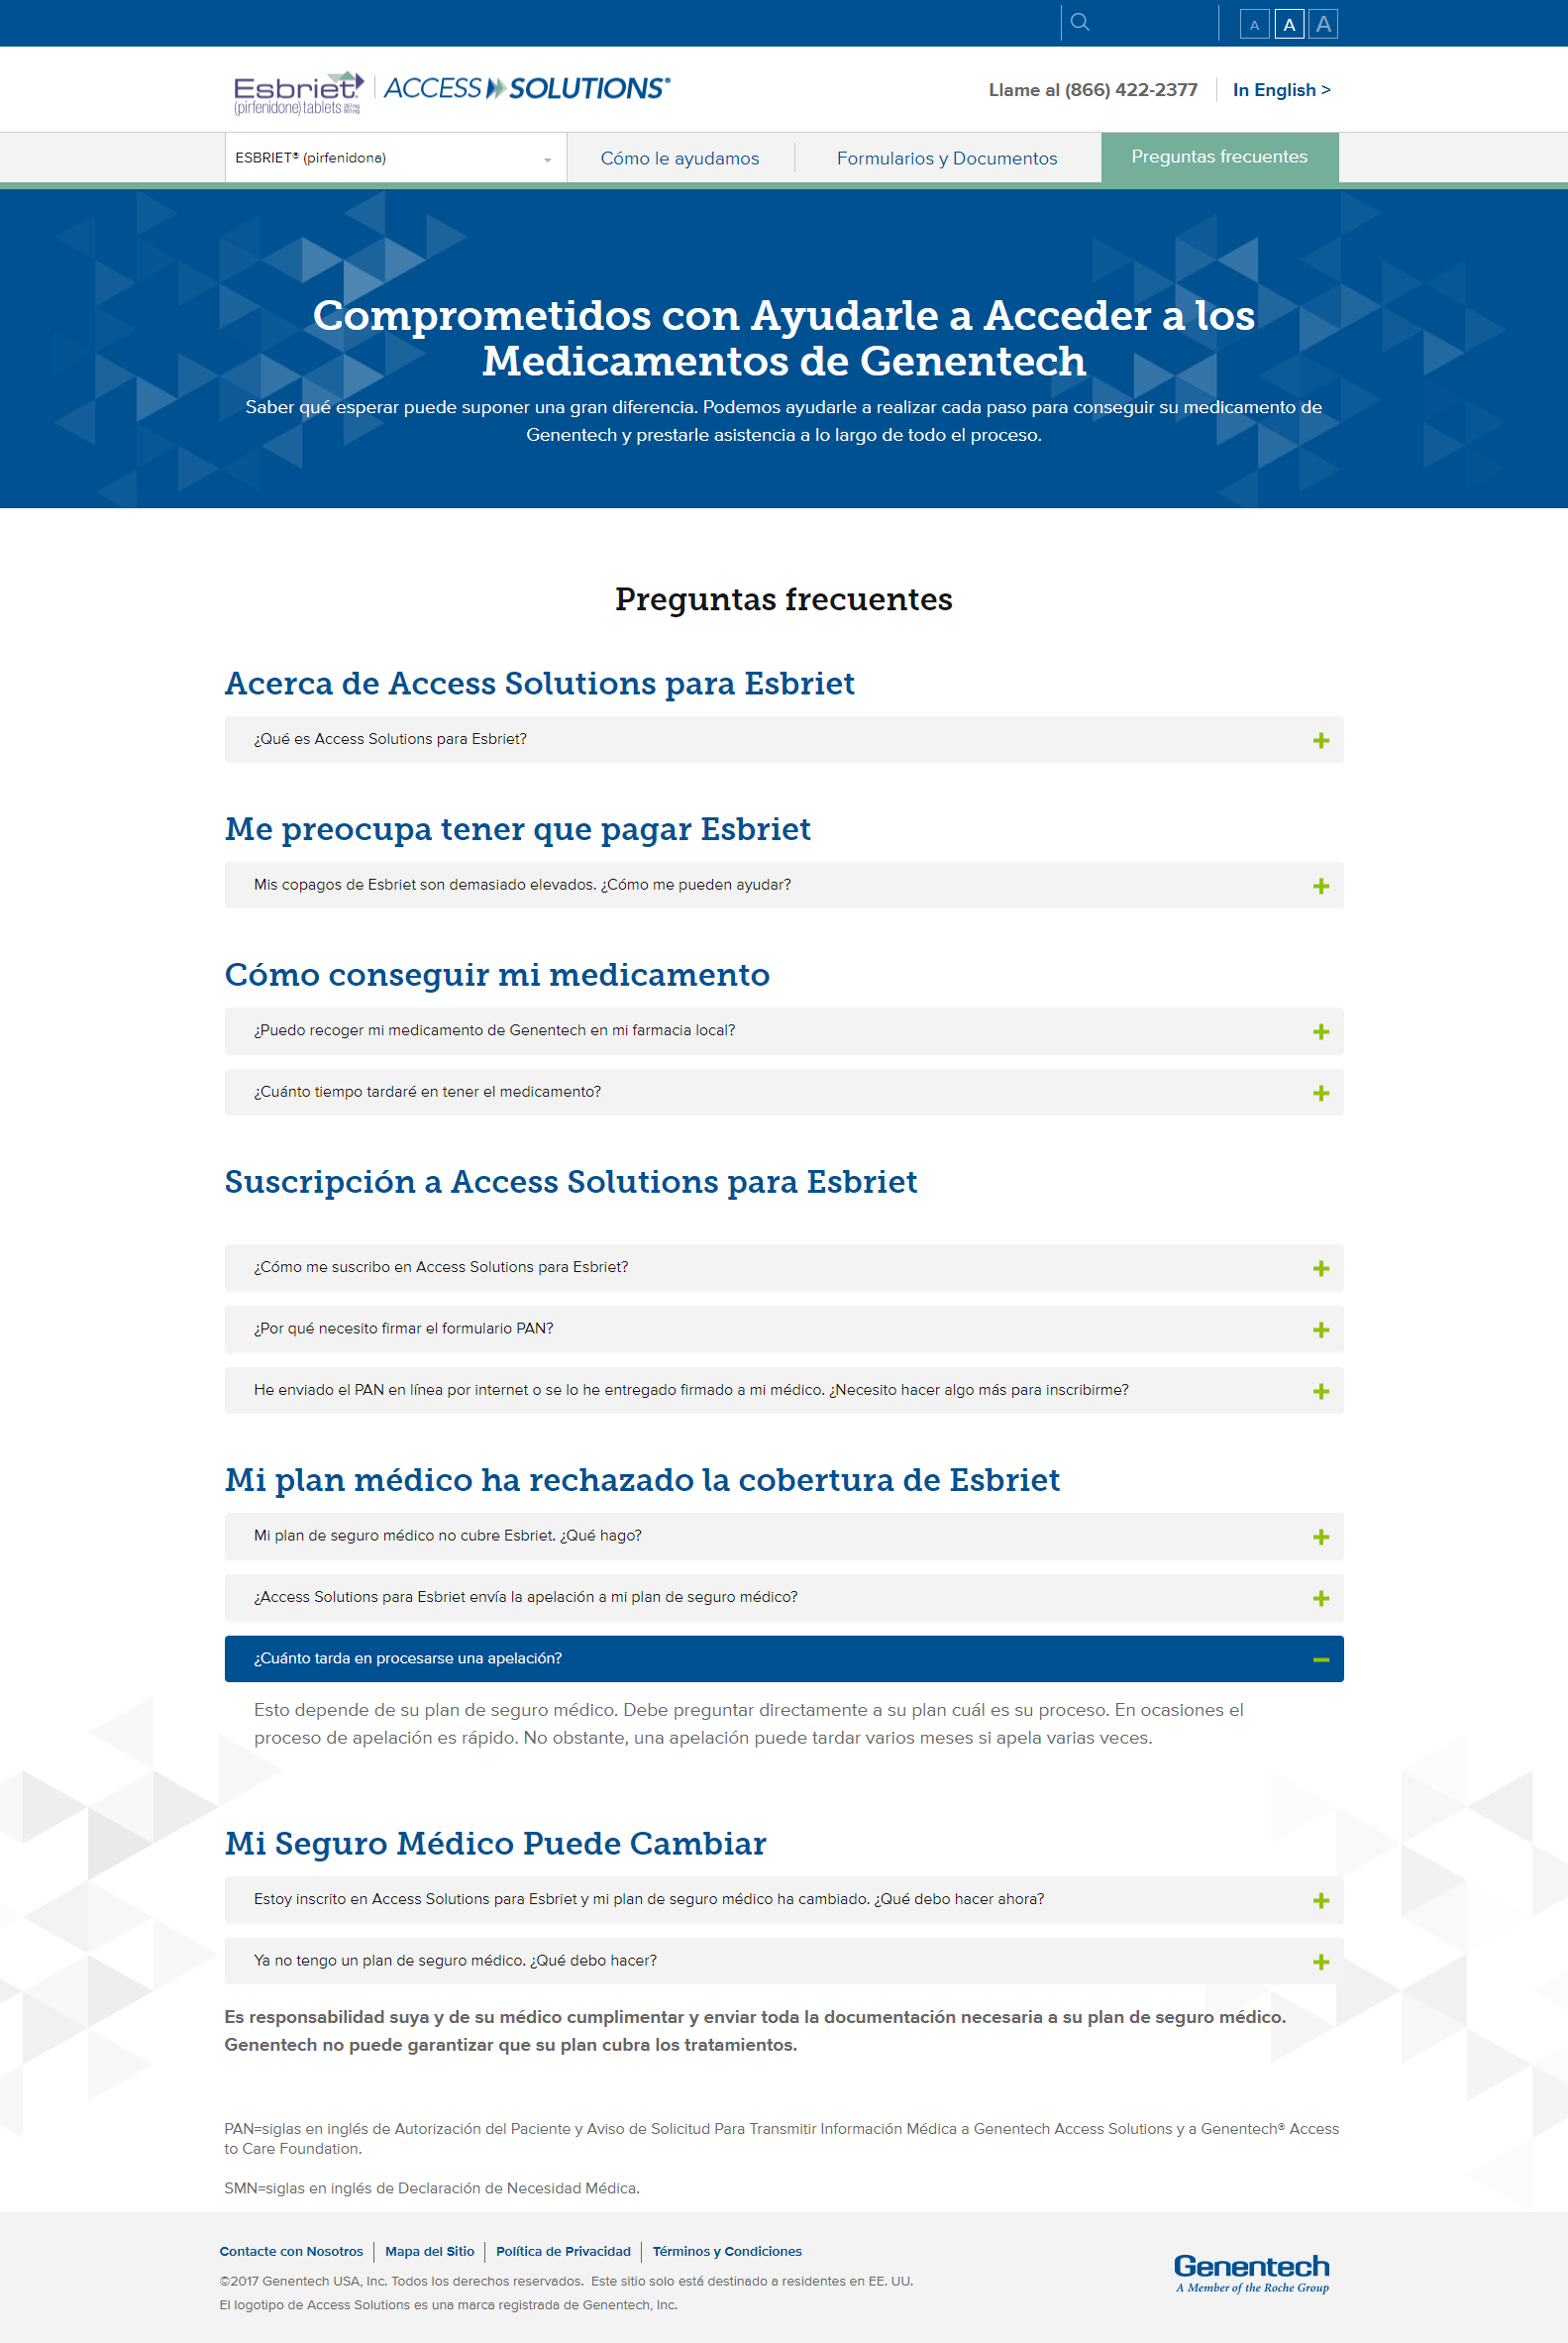 A A A
Esbriet
(pirfenidone) tablets
ACCESS SOLUTIONS®
Llame al (866) 422-2377
In English >
ESBRIET® (pirfenidona)
Cómo le ayudamos
Formularios y Documentos
Preguntas frecuentes
Comprometidos con Ayudarle a Acceder a los
Medicamentos de Genentech
Saber qué esperar puede suponer una gran diferencia. Podemos ayudarle a realizar cada paso para conseguir su medicamento de
Genentech y prestarle asistencia a lo largo de todo el proceso.
Preguntas frecuentes
Acerca de Access Solutions para Esbriet
¿Qué es Access Solutions para Esbriet?
Me preocupa tener que pagar Esbriet
Mis copagos de Esbriet son demasiado elevados. ¿Cómo me pueden ayudar?
Cómo conseguir mi medicamento
¿Puedo recoger mi medicamento de Genentech en mi farmacia local?
¿Cuánto tiempo tardaré en tener el medicamento?
Suscripción a Access Solutions para Esbriet
¿Cómo me suscribo en Access Solutions para Esbriet?
¿Por qué necesito firmar el formulario PAN?
He enviado el PAN en línea por internet o se lo he entregado firmado a mi médico. ¿Necesito hacer algo más para inscribirme?
Mi plan médico ha rechazado la cobertura de Esbriet
Mi plan de seguro médico no cubre Esbriet. ¿Qué hago?
¿Access Solutions para Esbriet envía la apelación a mi plan de seguro médico?
¿Cuánto tarda en procesarse una apelación?
Esto depende de su plan de seguro médico. Debe preguntar directamente a su plan cuál es su proceso. En ocasiones el
proceso de apelación es rápido. No obstante, una apelación puede tardar varios meses si apela varias veces.
Mi Seguro Médico Puede Cambiar
Estoy inscrito en Access Solutions para Esbriet y mi plan de seguro médico ha cambiado. ¿Qué debo hacer ahora?
Ya no tengo un plan de seguro médico. ¿Qué debo hacer?
Es responsabilidad suya y de su médico cumplimentar y enviar toda la documentación necesaria a su plan de seguro médico.
Genentech no puede garantizar que su plan cubra los tratamientos.
PAN=siglas en inglés de Autorización del Paciente y Aviso de Solicitud Para Transmitir Información Médica a Genentech Access Solutions y a Genentech® Access
to Care Foundation.
SMN=siglas en inglés de Declaración de Necesidad Médica.
Contacte con Nosotros
Mapa del Sitio
Política de Privacidad
Términos y Condiciones
©2017 Genentech USA, Inc. Todos los derechos reservados. Este sitio solo está destinado a residentes en EE. UU.
El logotipo de Access Solutions es una marca registrada de Genentech, Inc.
Genentech
A Member of the Roche Group